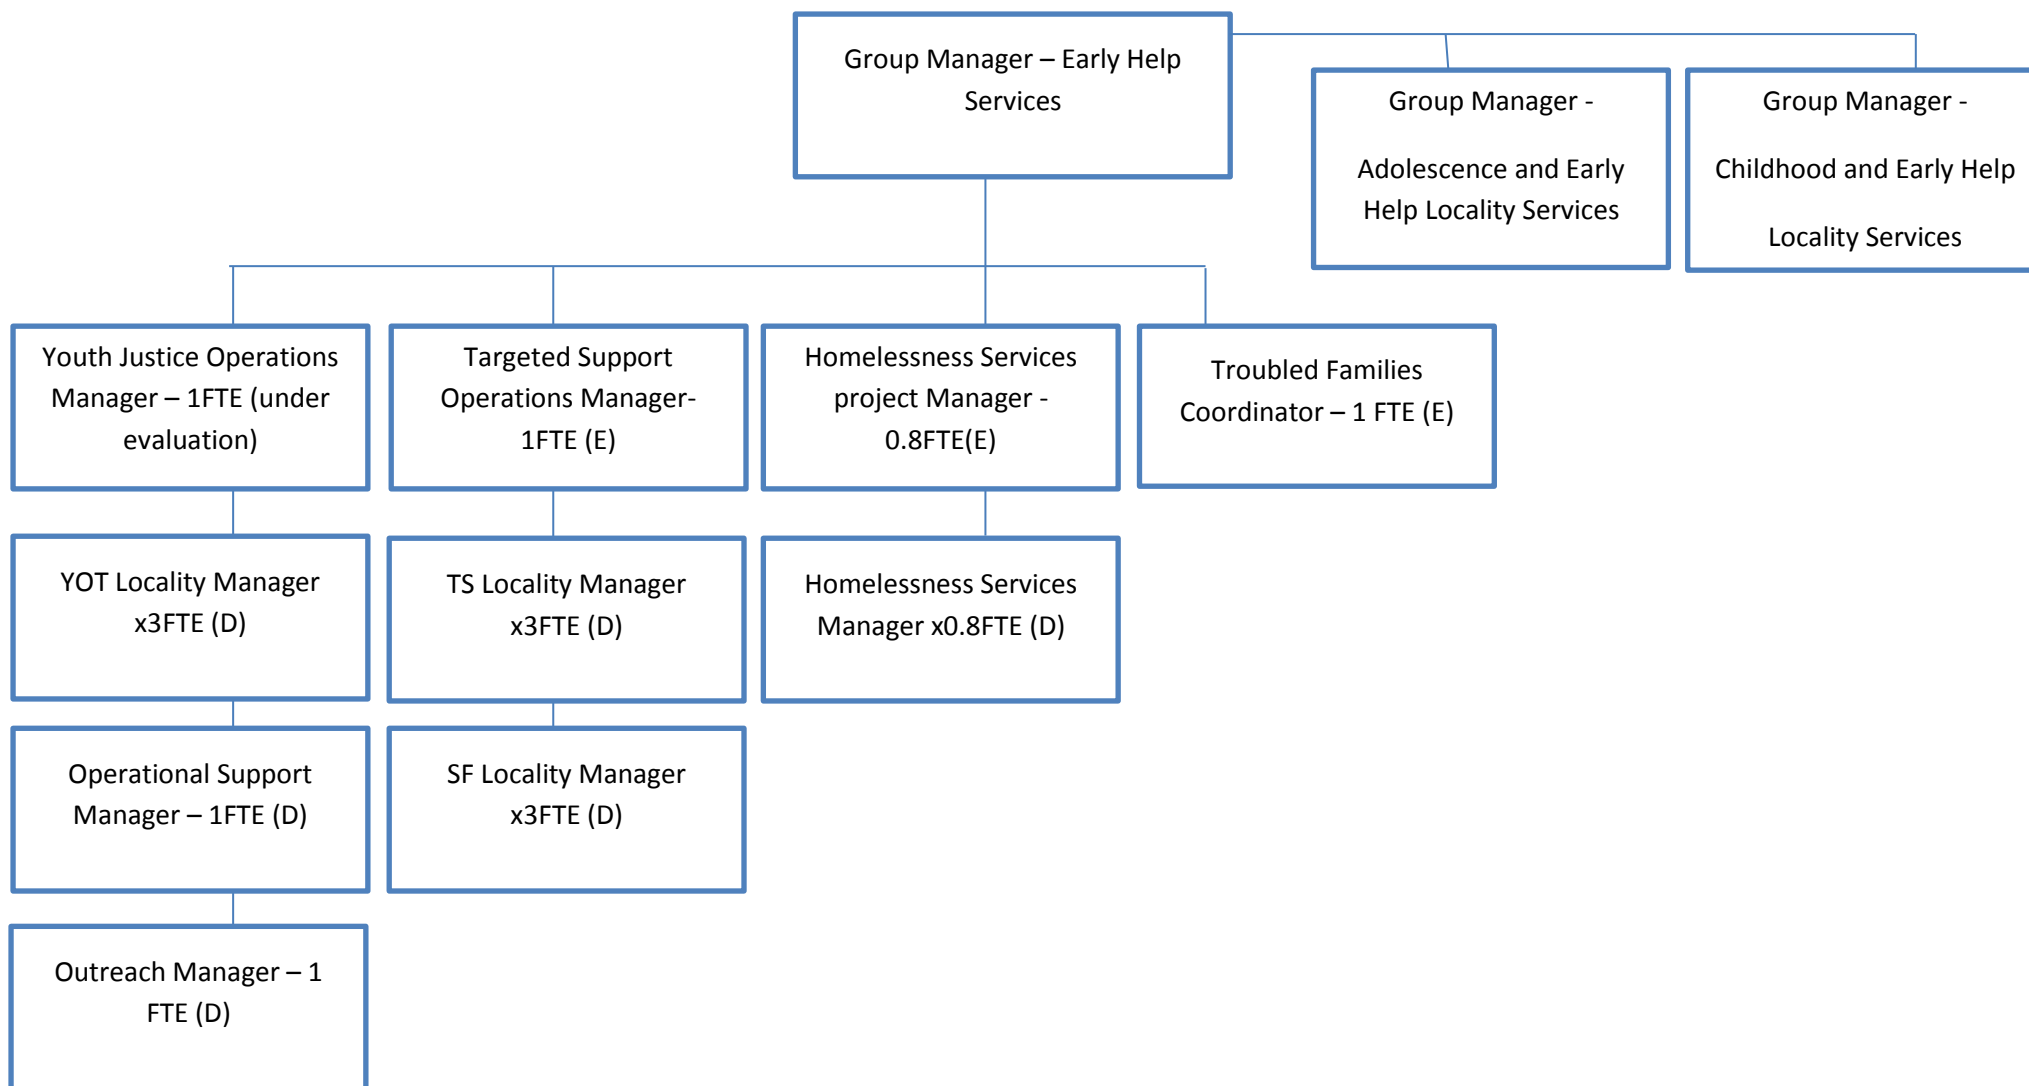 Group Manager – Early Help
Services
Group Manager -
Adolescence and Early
Help Locality Services
Group Manager -
Childhood and Early Help
Locality Services
Youth Justice Operations
Manager – 1FTE (under
evaluation)
Targeted Support
Operations Manager-
1FTE (E)
Homelessness Services
project Manager -
0.8FTE(E)
Troubled Families
Coordinator – 1 FTE (E)
YOT Locality Manager
x3FTE (D)
TS Locality Manager
x3FTE (D)
Homelessness Services
Manager x0.8FTE (D)
Operational Support
Manager – 1FTE (D)
SF Locality Manager
x3FTE (D)
Outreach Manager – 1
FTE (D)